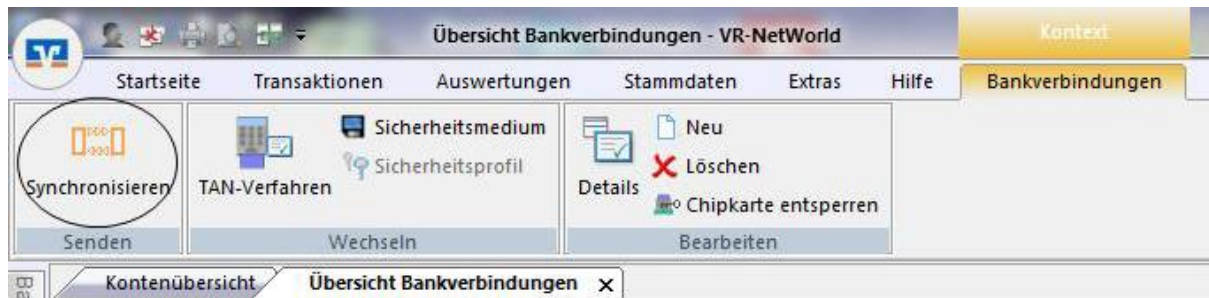 Übersicht Bankverbindungen - VR-NetWorld
Kontext
Startseite Transaktionen Auswertungen Stammdaten Extras Hilfe Bankverbindungen
Synchronisieren
TAN-Verfahren
Sicherheitsmedium
Sicherheitsprofil
Details
Neu
Löschen
Chipkarte entsperren
Senden Wechseln Bearbeiten
Ba
Kontenübersicht Übersicht Bankverbindungen x